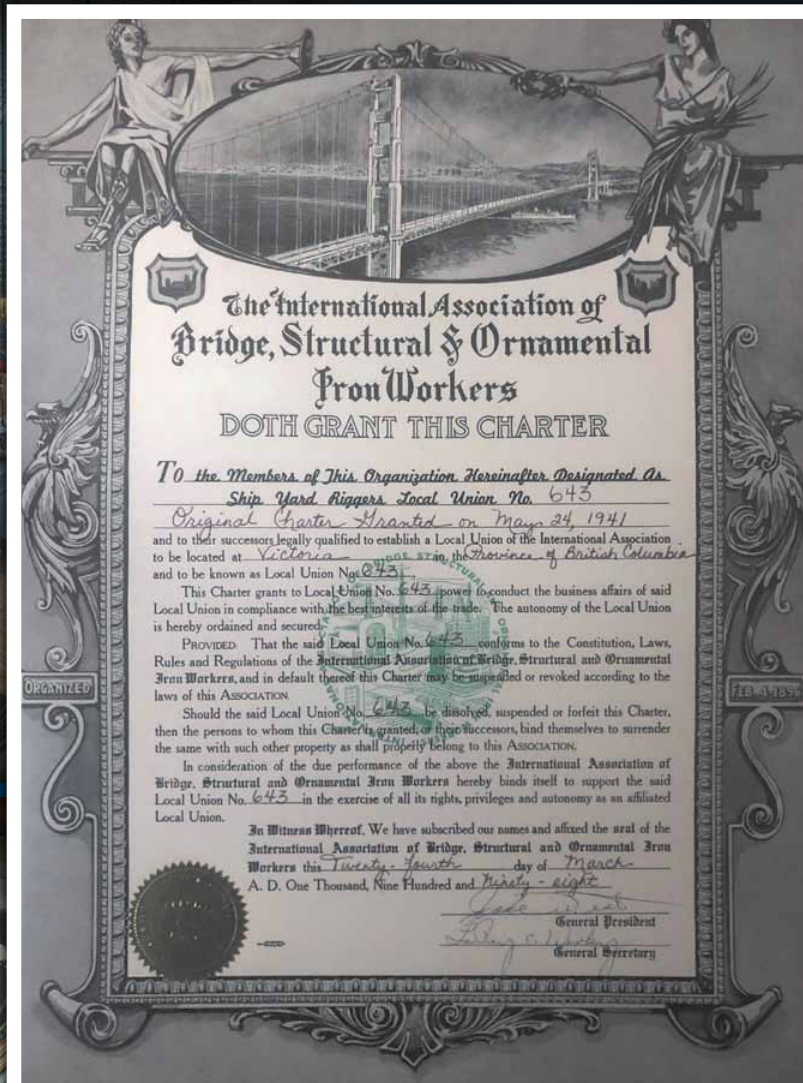 The International Association of
Bridge, Structural & Ornamental
Iron Workers
DOTH GRANT THIS CHARTER
To the Members of This Organization Hereinafter Designated As
Ship Yard Riggers Local Union No. 643
Original Charter Granted on May 24, 1941
and to their successors legally qualified to establish a Local Union of the International Association
to be located at Victoria in the Province of British Columbia
and to be known as Local Union No. 643.
This Charter grants to Local Union No. 643 power to conduct the business affairs of said
Local Union in compliance with the best interests of the trade. The autonomy of the Local Union
is hereby ordained and secured.
PROVIDED: That the said Local Union No. 643 conforms to the Constitution, Laws,
Rules and Regulations of the International Association of Bridge, Structural and Ornamental
Iron Workers, and in default thereof this Charter may be suspended or revoked according to the
laws of this ASSOCIATION.
Should the said Local Union No. 643 be dissolved, suspended or forfeit this Charter,
then the persons to whom this Charter is granted, or their successors, bind themselves to surrender
the same with such other property as shall properly belong to this ASSOCIATION.
In consideration of the due performance of the above the International Association of
Bridge, Structural and Ornamental Iron Workers hereby binds itself to support the said
Local Union No. 643 in the exercise of all its rights, privileges and autonomy as an affiliated
Local Union.
In Witness Whereof, We have subscribed our names and affixed the seal of the
International Association of Bridge, Structural and Ornamental Iron
Workers this Twenty-fourth day of March
A. D. One Thousand, Nine Hundred and Ninety-eight
Jake West
General President
General Secretary
ORGANIZED